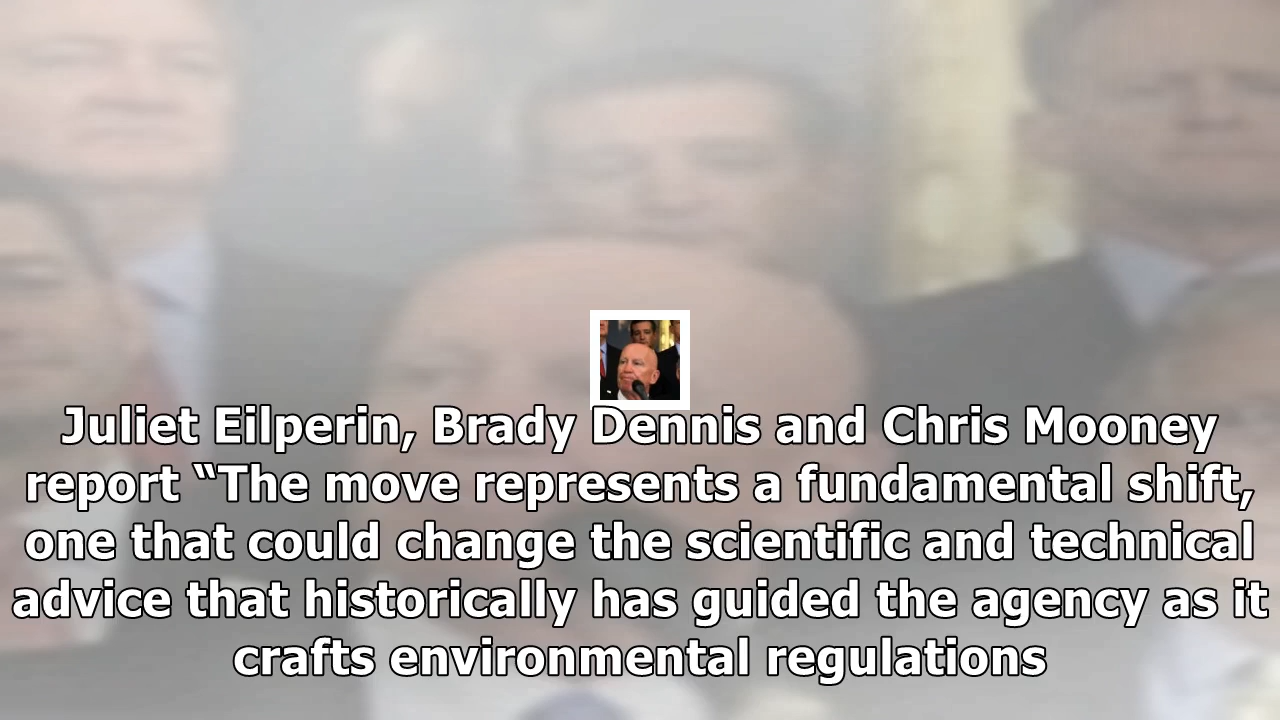 Juliet Eilperin, Brady Dennis and Chris Mooney
report “The move represents a fundamental shift,
one that could change the scientific and technical
advice that historically has guided the agency as it
crafts environmental regulations